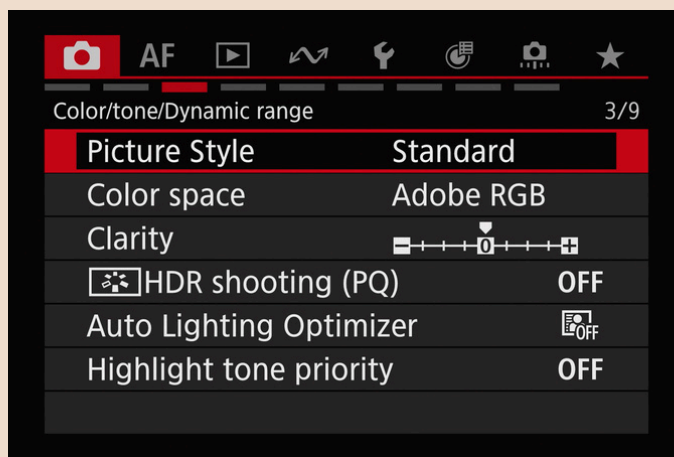 AF
Color/tone/Dynamic range 3/9
Picture Style Standard
Color space Adobe RGB
Clarity 0
HDR shooting (PQ) OFF
Auto Lighting Optimizer OFF
Highlight tone priority OFF